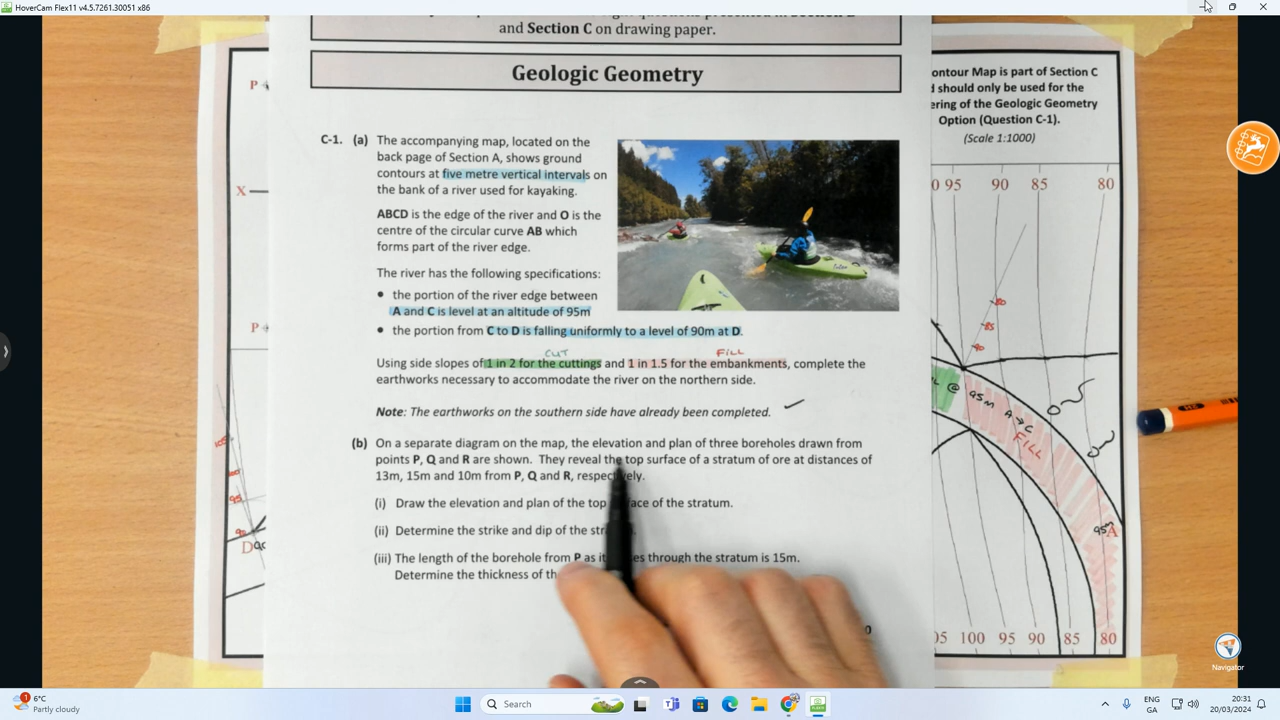 HoverCam Flex11 v4.5.7261.30051 x86
and Section C on drawing paper.
Geologic Geometry
C-1. (a) The accompanying map, located on the
back page of Section A, shows ground
contours at five metre vertical intervals on
the bank of a river used for kayaking.
ABCD is the edge of the river and O is the
centre of the circular curve AB which
forms part of the river edge.
The river has the following specifications:
• the portion of the river edge between
A and C is level at an altitude of 95m
• the portion from C to D is falling uniformly to a level of 90m at D.
CUT FILL
Using side slopes of 1 in 2 for the cuttings and 1 in 1.5 for the embankments, complete the
earthworks necessary to accommodate the river on the northern side.
Note: The earthworks on the southern side have already been completed.
(b) On a separate diagram on the map, the elevation and plan of three boreholes drawn from
points P, Q and R are shown. They reveal the top surface of a stratum of ore at distances of
13m, 15m and 10m from P, Q and R, respectively.
(i) Draw the elevation and plan of the top surface of the stratum.
(ii) Determine the strike and dip of the
(iii) The length of the borehole from P as it through the stratum is 15m.
Determine the thickness of
P
X
P
D
ontour Map is part of Section C
should only be used for the
ering of the Geologic Geometry
Option (Question C-1).
(Scale 1:1000)
0 95 90 85 80
@ 95M A→C
FILL
95M
A
05 100 95 90 85 80
Navigator
6°C
Partly cloudy
Search
ENG
GA
20:31
20/03/2024